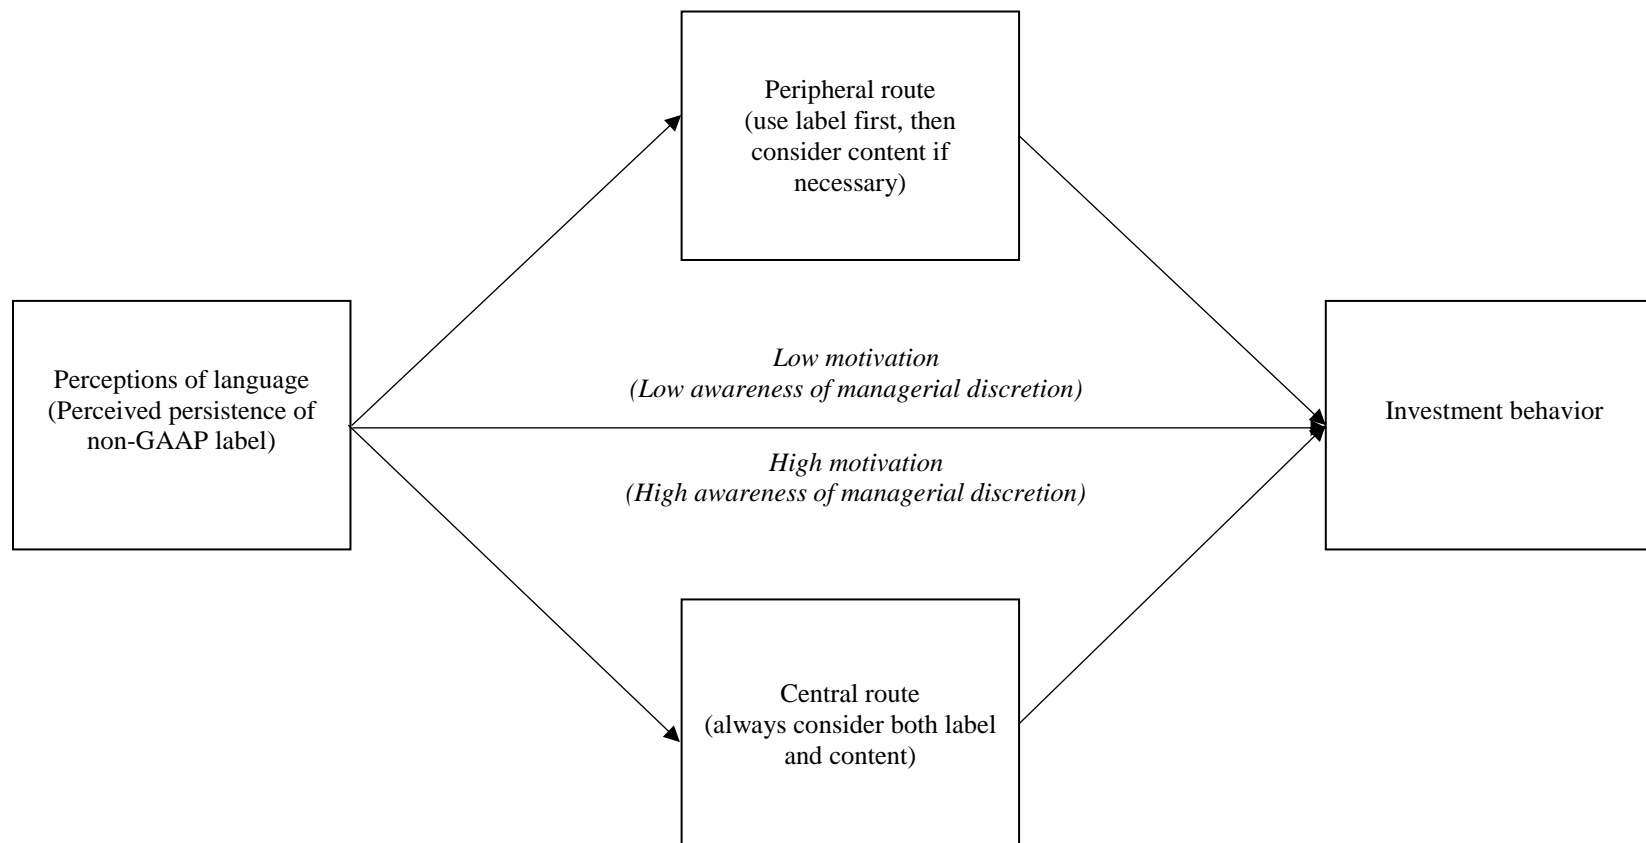 Peripheral route
(use label first, then
consider content if
necessary)
Perceptions of language
(Perceived persistence of
non-GAAP label)
Low motivation
(Low awareness of managerial discretion)
High motivation
(High awareness of managerial discretion)
Investment behavior
Central route
(always consider both label
and content)